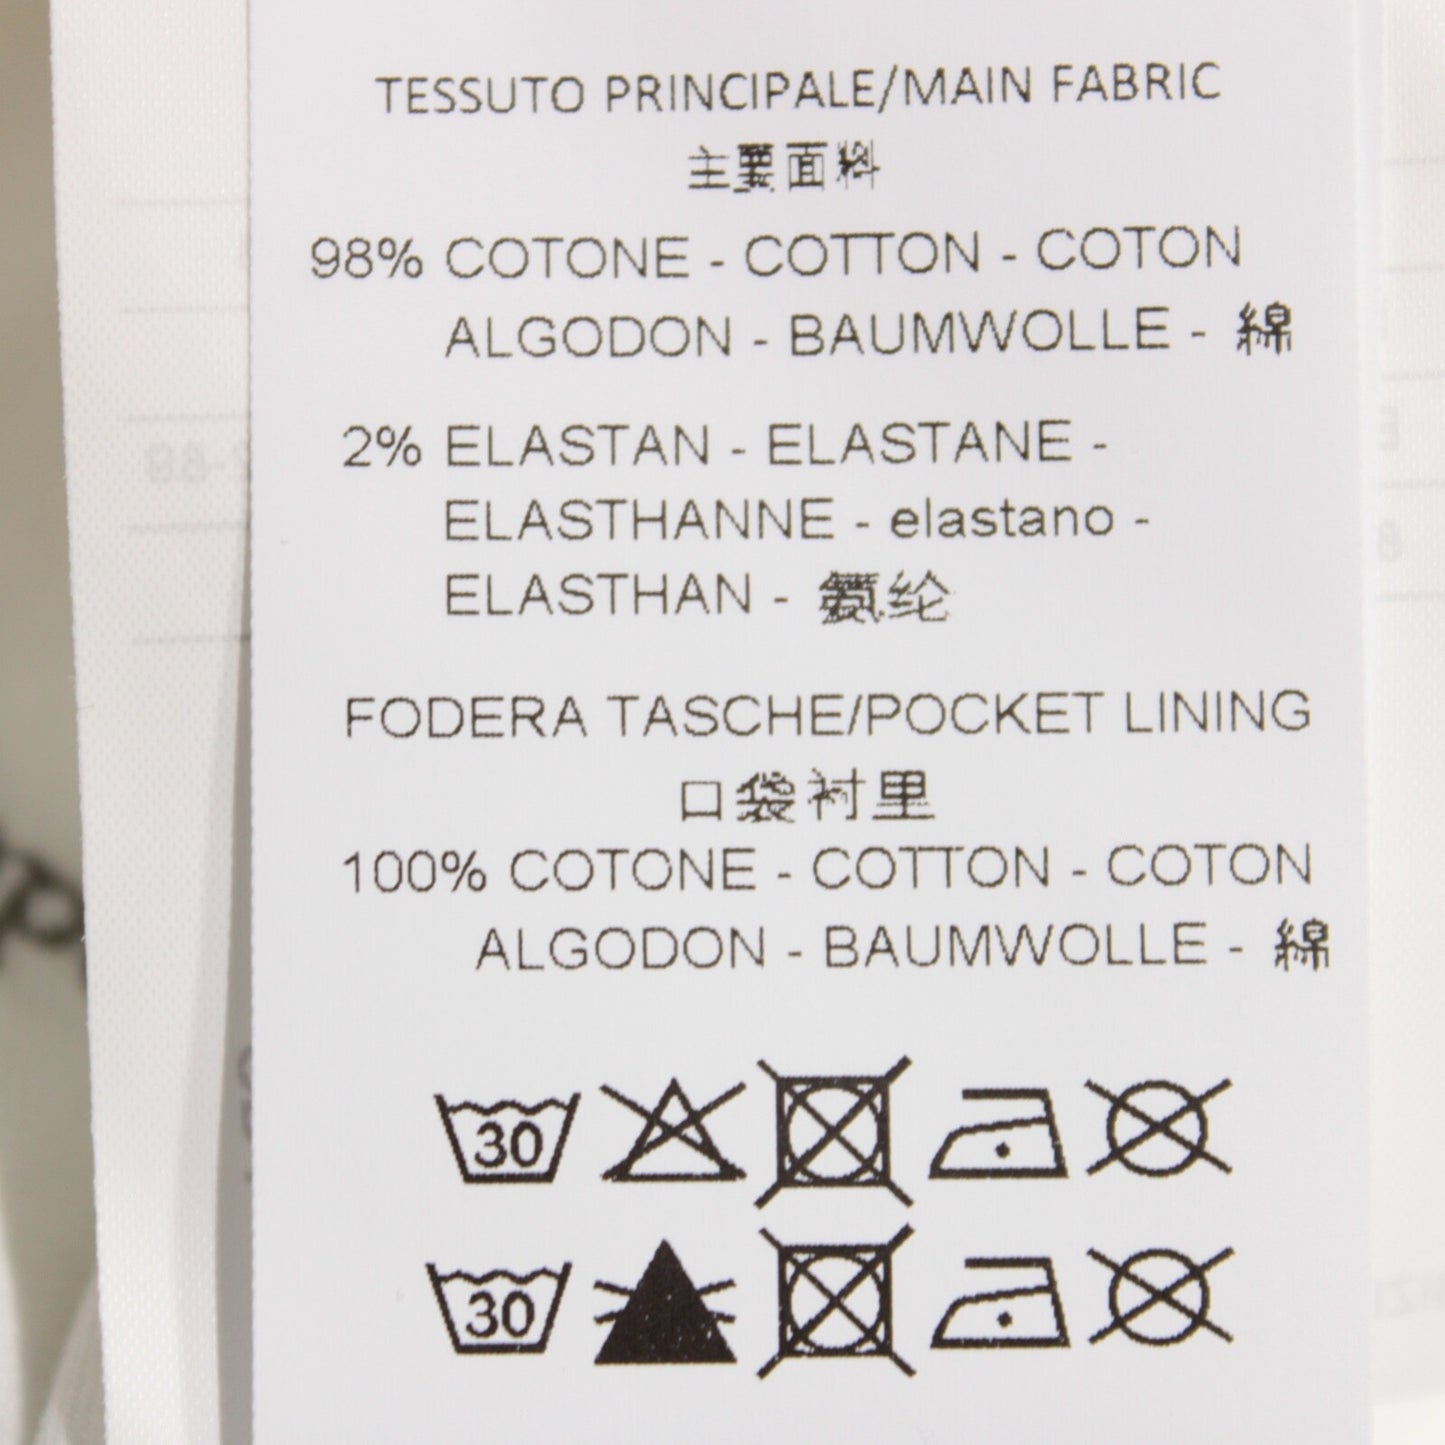 TESSUTO PRINCIPALE/MAIN FABRIC
主要面料
98% COTONE - COTTON - COTON
ALGODON - BAUMWOLLE - 綿
2% ELASTAN - ELASTANE -
ELASTHANNE - elastano -
ELASTHAN - 氨纶
FODERA TASCHE/POCKET LINING
口袋衬里
100% COTONE - COTTON - COTON
ALGODON - BAUMWOLLE - 綿
30
30